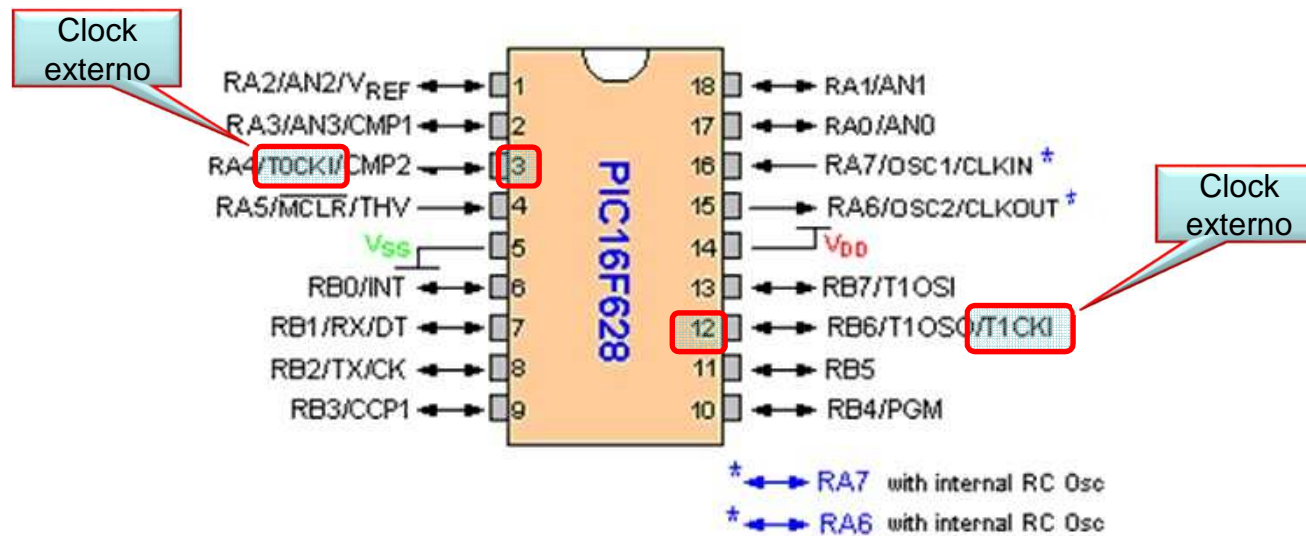 Clock
externo
RA2/AN2/VREF
1
RA3/AN3/CMP1
2
RA4/T0CKI/CMP2
3
RA5/MCLR/THV
4
VSS
5
RB0/INT
6
RB1/RX/DT
7
RB2/TX/CK
8
RB3/CCP1
9
PIC16F628
18
RA1/AN1
17
RA0/AN0
16
RA7/OSC1/CLKIN *
15
RA6/OSC2/CLKOUT *
14
VDD
13
RB7/T1OSI
12
RB6/T1OSO/T1CKI
11
RB5
10
RB4/PGM
Clock
externo
* RA7 with internal RC Osc
* RA6 with internal RC Osc